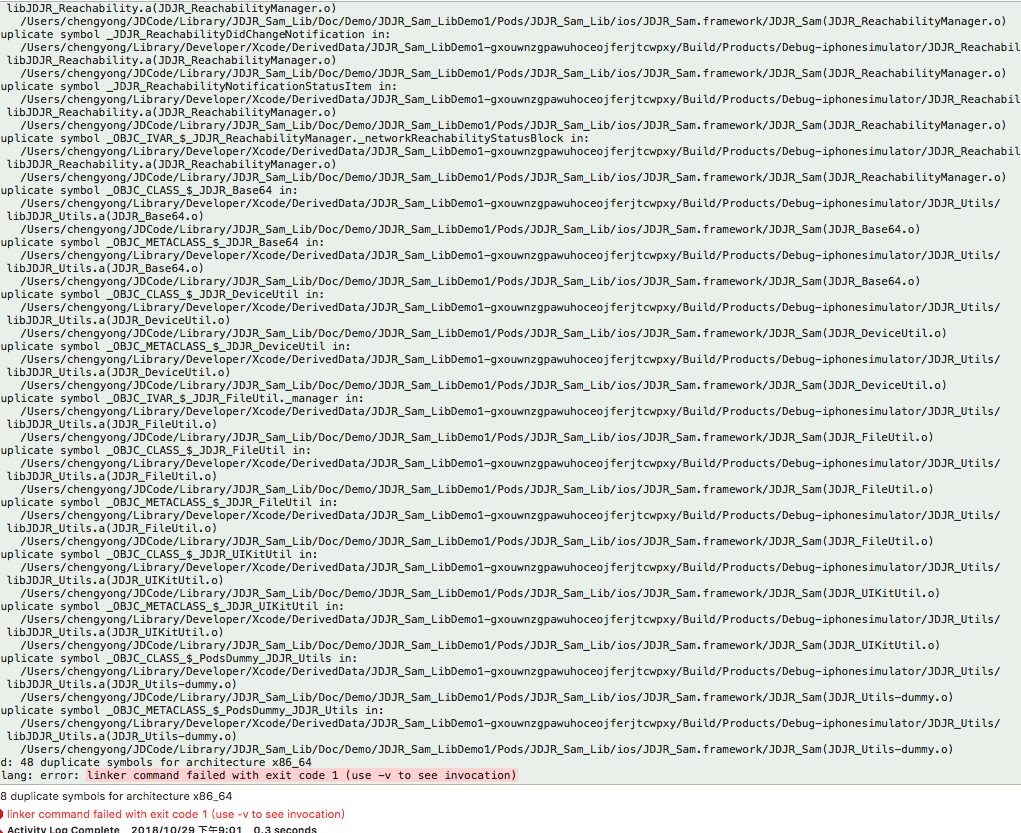 libJDJR_Reachability.a(JDJR_ReachabilityManager.o)
/Users/chengyong/JDCode/Library/JDJR_Sam_Lib/Doc/Demo/JDJR_Sam_LibDemo1/Pods/JDJR_Sam_Lib/ios/JDJR_Sam.framework/JDJR_Sam(JDJR_ReachabilityManager.o)
uplicate symbol _JDJR_ReachabilityDidChangeNotification in:
/Users/chengyong/Library/Developer/Xcode/DerivedData/JDJR_Sam_LibDemo1-gxouwnzgpawuhoceojferjtcwpxy/Build/Products/Debug-iphonesimulator/JDJR_Reachabil
libJDJR_Reachability.a(JDJR_ReachabilityManager.o)
/Users/chengyong/JDCode/Library/JDJR_Sam_Lib/Doc/Demo/JDJR_Sam_LibDemo1/Pods/JDJR_Sam_Lib/ios/JDJR_Sam.framework/JDJR_Sam(JDJR_ReachabilityManager.o)
uplicate symbol _JDJR_ReachabilityNotificationStatusItem in:
/Users/chengyong/Library/Developer/Xcode/DerivedData/JDJR_Sam_LibDemo1-gxouwnzgpawuhoceojferjtcwpxy/Build/Products/Debug-iphonesimulator/JDJR_Reachabil
libJDJR_Reachability.a(JDJR_ReachabilityManager.o)
/Users/chengyong/JDCode/Library/JDJR_Sam_Lib/Doc/Demo/JDJR_Sam_LibDemo1/Pods/JDJR_Sam_Lib/ios/JDJR_Sam.framework/JDJR_Sam(JDJR_ReachabilityManager.o)
uplicate symbol _OBJC_IVAR_$_JDJR_ReachabilityManager._networkReachabilityStatusBlock in:
/Users/chengyong/Library/Developer/Xcode/DerivedData/JDJR_Sam_LibDemo1-gxouwnzgpawuhoceojferjtcwpxy/Build/Products/Debug-iphonesimulator/JDJR_Reachabil
libJDJR_Reachability.a(JDJR_ReachabilityManager.o)
/Users/chengyong/JDCode/Library/JDJR_Sam_Lib/Doc/Demo/JDJR_Sam_LibDemo1/Pods/JDJR_Sam_Lib/ios/JDJR_Sam.framework/JDJR_Sam(JDJR_ReachabilityManager.o)
uplicate symbol _OBJC_CLASS_$_JDJR_Base64 in:
/Users/chengyong/Library/Developer/Xcode/DerivedData/JDJR_Sam_LibDemo1-gxouwnzgpawuhoceojferjtcwpxy/Build/Products/Debug-iphonesimulator/JDJR_Utils/
libJDJR_Utils.a(JDJR_Base64.o)
/Users/chengyong/JDCode/Library/JDJR_Sam_Lib/Doc/Demo/JDJR_Sam_LibDemo1/Pods/JDJR_Sam_Lib/ios/JDJR_Sam.framework/JDJR_Sam(JDJR_Base64.o)
uplicate symbol _OBJC_METACLASS_$_JDJR_Base64 in:
/Users/chengyong/Library/Developer/Xcode/DerivedData/JDJR_Sam_LibDemo1-gxouwnzgpawuhoceojferjtcwpxy/Build/Products/Debug-iphonesimulator/JDJR_Utils/
libJDJR_Utils.a(JDJR_Base64.o)
/Users/chengyong/JDCode/Library/JDJR_Sam_Lib/Doc/Demo/JDJR_Sam_LibDemo1/Pods/JDJR_Sam_Lib/ios/JDJR_Sam.framework/JDJR_Sam(JDJR_Base64.o)
uplicate symbol _OBJC_CLASS_$_JDJR_DeviceUtil in:
/Users/chengyong/Library/Developer/Xcode/DerivedData/JDJR_Sam_LibDemo1-gxouwnzgpawuhoceojferjtcwpxy/Build/Products/Debug-iphonesimulator/JDJR_Utils/
libJDJR_Utils.a(JDJR_DeviceUtil.o)
/Users/chengyong/JDCode/Library/JDJR_Sam_Lib/Doc/Demo/JDJR_Sam_LibDemo1/Pods/JDJR_Sam_Lib/ios/JDJR_Sam.framework/JDJR_Sam(JDJR_DeviceUtil.o)
uplicate symbol _OBJC_METACLASS_$_JDJR_DeviceUtil in:
/Users/chengyong/Library/Developer/Xcode/DerivedData/JDJR_Sam_LibDemo1-gxouwnzgpawuhoceojferjtcwpxy/Build/Products/Debug-iphonesimulator/JDJR_Utils/
libJDJR_Utils.a(JDJR_DeviceUtil.o)
/Users/chengyong/JDCode/Library/JDJR_Sam_Lib/Doc/Demo/JDJR_Sam_LibDemo1/Pods/JDJR_Sam_Lib/ios/JDJR_Sam.framework/JDJR_Sam(JDJR_DeviceUtil.o)
uplicate symbol _OBJC_IVAR_$_JDJR_FileUtil._manager in:
/Users/chengyong/Library/Developer/Xcode/DerivedData/JDJR_Sam_LibDemo1-gxouwnzgpawuhoceojferjtcwpxy/Build/Products/Debug-iphonesimulator/JDJR_Utils/
libJDJR_Utils.a(JDJR_FileUtil.o)
/Users/chengyong/JDCode/Library/JDJR_Sam_Lib/Doc/Demo/JDJR_Sam_LibDemo1/Pods/JDJR_Sam_Lib/ios/JDJR_Sam.framework/JDJR_Sam(JDJR_FileUtil.o)
uplicate symbol _OBJC_CLASS_$_JDJR_FileUtil in:
/Users/chengyong/Library/Developer/Xcode/DerivedData/JDJR_Sam_LibDemo1-gxouwnzgpawuhoceojferjtcwpxy/Build/Products/Debug-iphonesimulator/JDJR_Utils/
libJDJR_Utils.a(JDJR_FileUtil.o)
/Users/chengyong/JDCode/Library/JDJR_Sam_Lib/Doc/Demo/JDJR_Sam_LibDemo1/Pods/JDJR_Sam_Lib/ios/JDJR_Sam.framework/JDJR_Sam(JDJR_FileUtil.o)
uplicate symbol _OBJC_METACLASS_$_JDJR_FileUtil in:
/Users/chengyong/Library/Developer/Xcode/DerivedData/JDJR_Sam_LibDemo1-gxouwnzgpawuhoceojferjtcwpxy/Build/Products/Debug-iphonesimulator/JDJR_Utils/
libJDJR_Utils.a(JDJR_FileUtil.o)
/Users/chengyong/JDCode/Library/JDJR_Sam_Lib/Doc/Demo/JDJR_Sam_LibDemo1/Pods/JDJR_Sam_Lib/ios/JDJR_Sam.framework/JDJR_Sam(JDJR_FileUtil.o)
uplicate symbol _OBJC_CLASS_$_JDJR_UIKitUtil in:
/Users/chengyong/Library/Developer/Xcode/DerivedData/JDJR_Sam_LibDemo1-gxouwnzgpawuhoceojferjtcwpxy/Build/Products/Debug-iphonesimulator/JDJR_Utils/
libJDJR_Utils.a(JDJR_UIKitUtil.o)
/Users/chengyong/JDCode/Library/JDJR_Sam_Lib/Doc/Demo/JDJR_Sam_LibDemo1/Pods/JDJR_Sam_Lib/ios/JDJR_Sam.framework/JDJR_Sam(JDJR_UIKitUtil.o)
uplicate symbol _OBJC_METACLASS_$_JDJR_UIKitUtil in:
/Users/chengyong/Library/Developer/Xcode/DerivedData/JDJR_Sam_LibDemo1-gxouwnzgpawuhoceojferjtcwpxy/Build/Products/Debug-iphonesimulator/JDJR_Utils/
libJDJR_Utils.a(JDJR_UIKitUtil.o)
/Users/chengyong/JDCode/Library/JDJR_Sam_Lib/Doc/Demo/JDJR_Sam_LibDemo1/Pods/JDJR_Sam_Lib/ios/JDJR_Sam.framework/JDJR_Sam(JDJR_UIKitUtil.o)
uplicate symbol _OBJC_CLASS_$_PodsDummy_JDJR_Utils in:
/Users/chengyong/Library/Developer/Xcode/DerivedData/JDJR_Sam_LibDemo1-gxouwnzgpawuhoceojferjtcwpxy/Build/Products/Debug-iphonesimulator/JDJR_Utils/
libJDJR_Utils.a(JDJR_Utils-dummy.o)
/Users/chengyong/JDCode/Library/JDJR_Sam_Lib/Doc/Demo/JDJR_Sam_LibDemo1/Pods/JDJR_Sam_Lib/ios/JDJR_Sam.framework/JDJR_Sam(JDJR_Utils-dummy.o)
uplicate symbol _OBJC_METACLASS_$_PodsDummy_JDJR_Utils in:
/Users/chengyong/Library/Developer/Xcode/DerivedData/JDJR_Sam_LibDemo1-gxouwnzgpawuhoceojferjtcwpxy/Build/Products/Debug-iphonesimulator/JDJR_Utils/
libJDJR_Utils.a(JDJR_Utils-dummy.o)
/Users/chengyong/JDCode/Library/JDJR_Sam_Lib/Doc/Demo/JDJR_Sam_LibDemo1/Pods/JDJR_Sam_Lib/ios/JDJR_Sam.framework/JDJR_Sam(JDJR_Utils-dummy.o)
d: 48 duplicate symbols for architecture x86_64
lang: error: linker command failed with exit code 1 (use -v to see invocation)
8 duplicate symbols for architecture x86_64
linker command failed with exit code 1 (use -v to see invocation)
Activity Log Complete 2018/10/29 下午9:01 0.3 seconds